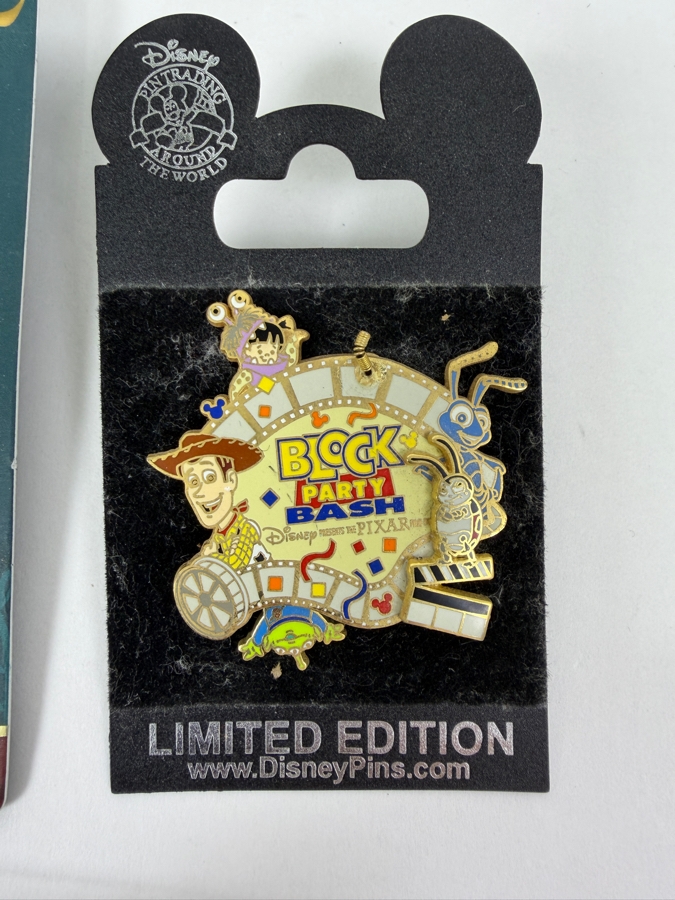 Disney
PIN TRADING
AROUND
THE WORLD
BLOCK
PARTY
BASH
Disney PRESENTS THE PIXAR
LIMITED EDITION
www.DisneyPins.com